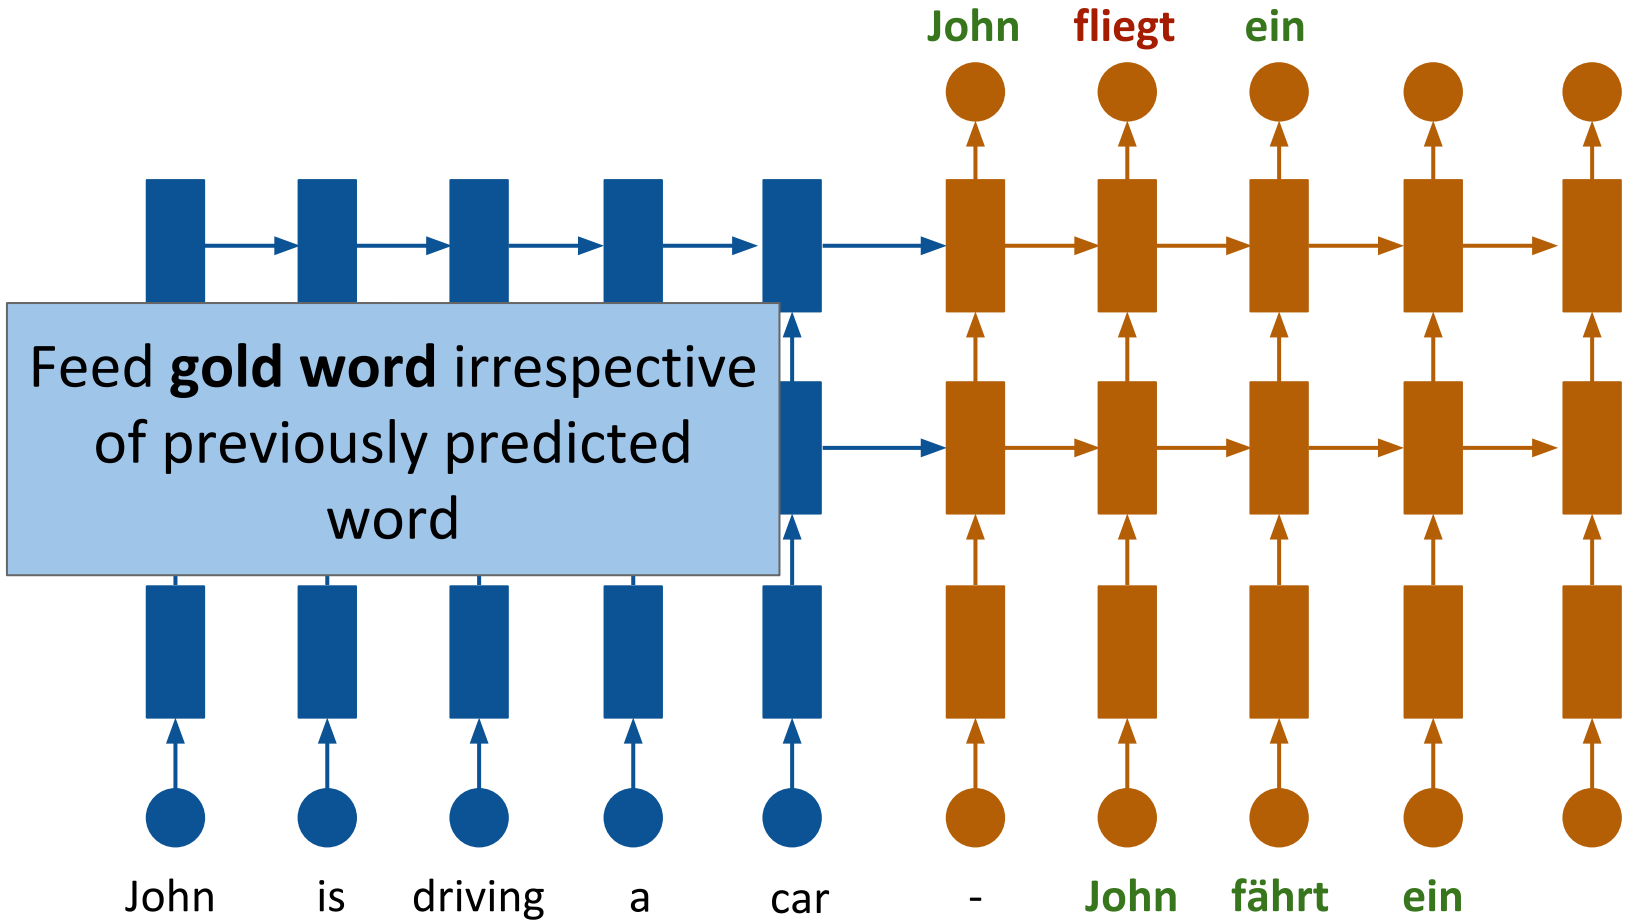 John fliegt ein
Feed gold word irrespective
of previously predicted
word
John is driving a car - John fährt ein